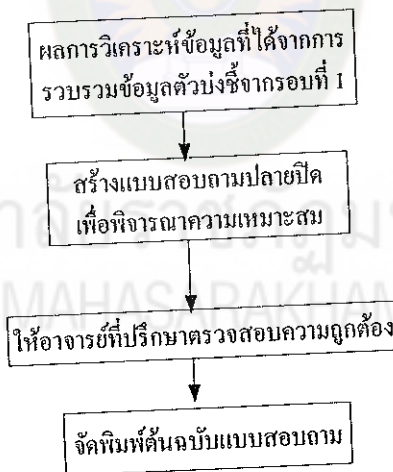 ผลการวิเคราะห์ข้อมูลที่ได้จากการ
รวบรวมข้อมูลตัวบ่งชี้จากรอบที่ 1
สร้างแบบสอบถามปลายปิด
เพื่อพิจารณาความเหมาะสม
MAHASARAKHAM
ให้อาจารย์ที่ปรึกษาตรวจสอบความถูกต้อง
จัดพิมพ์ต้นฉบับแบบสอบถาม